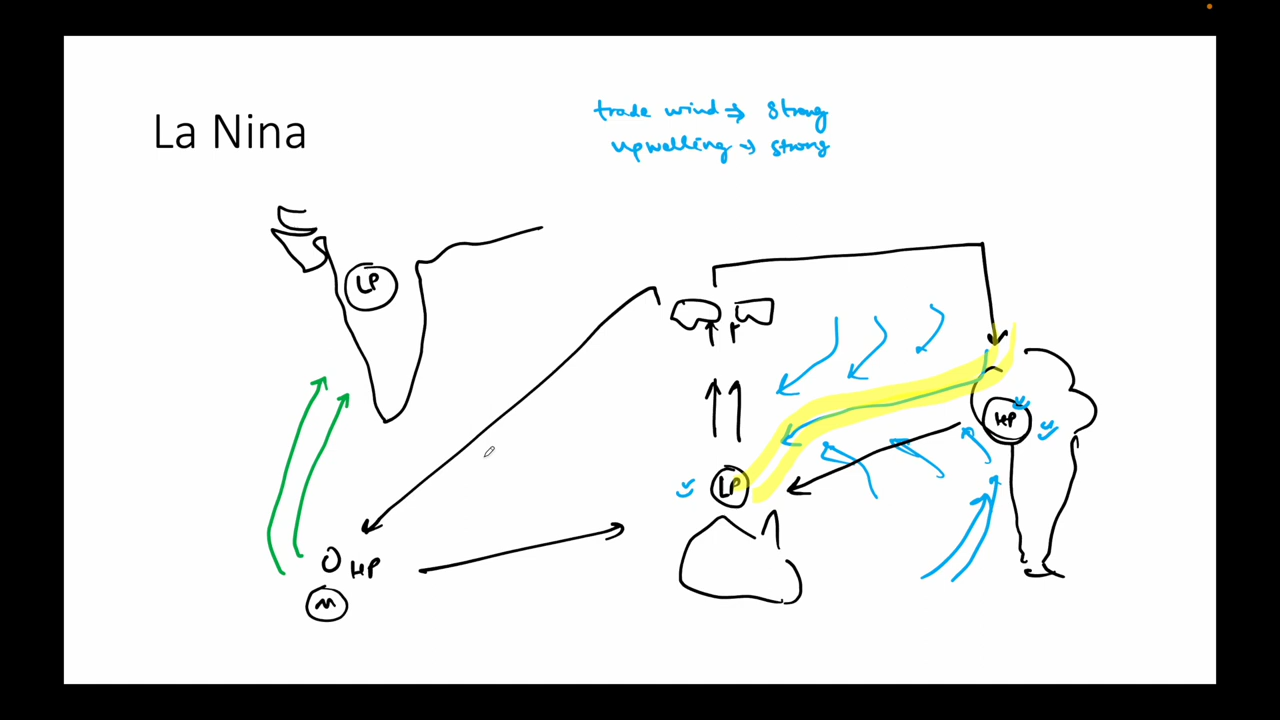 La Nina
trade wind ⇒ strong
upwelling → strong
LP
HP
LP
HP
M